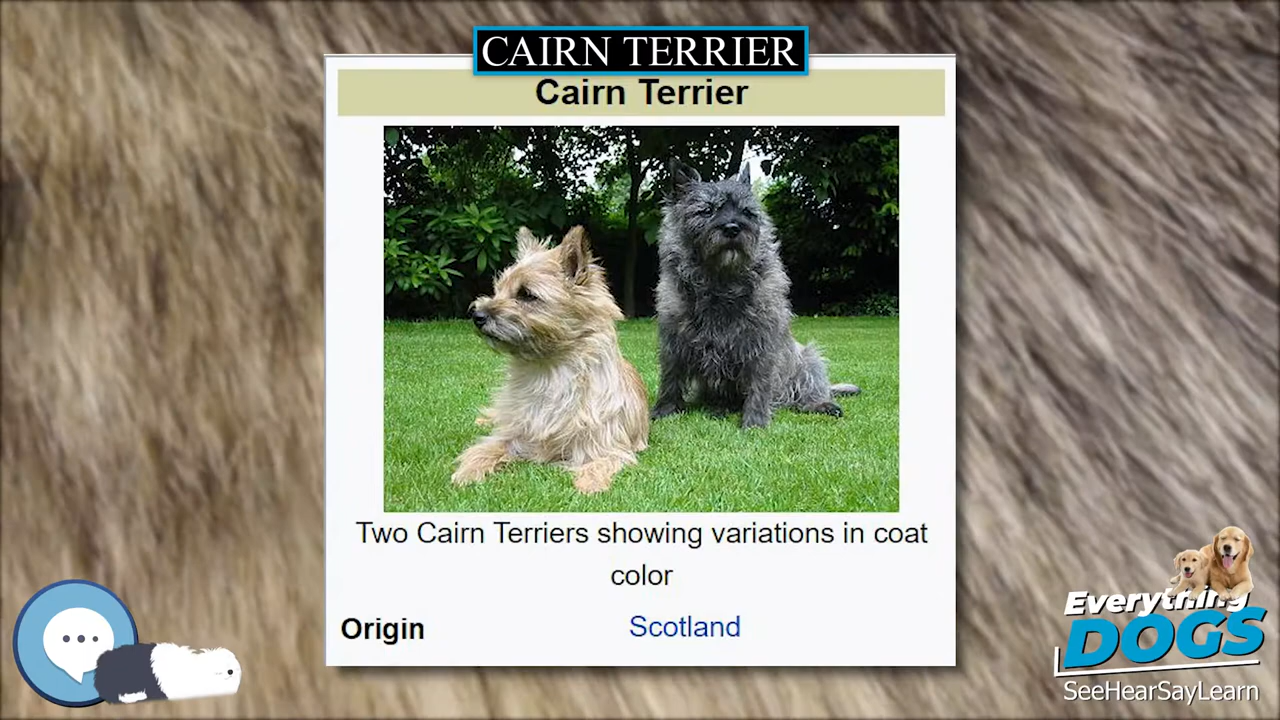 CAIRN TERRIER
Cairn Terrier
Two Cairn Terriers showing variations in coat
color
Origin Scotland
Everything
DOGS
SeeHearSayLearn